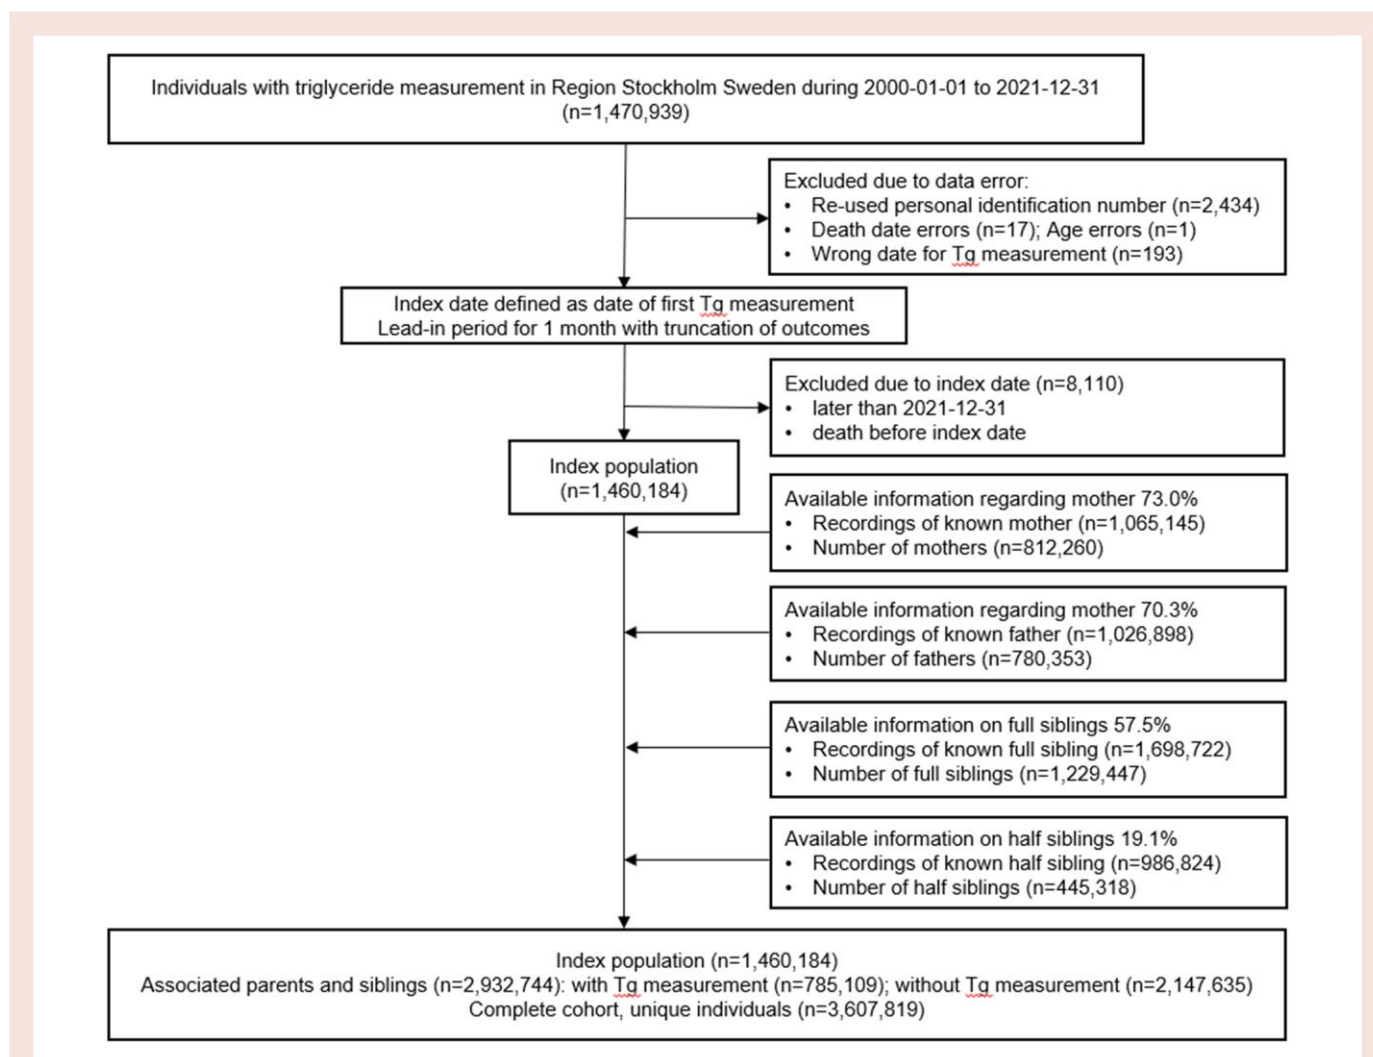 Individuals with triglyceride measurement in Region Stockholm Sweden during 2000-01-01 to 2021-12-31
(n=1,470,939)
Excluded due to data error:
• Re-used personal identification number (n=2,434)
• Death date errors (n=17); Age errors (n=1)
• Wrong date for Tg measurement (n=193)
Index date defined as date of first Tg measurement
Lead-in period for 1 month with truncation of outcomes
Excluded due to index date (n=8,110)
• later than 2021-12-31
• death before index date
Index population
(n=1,460,184)
Available information regarding mother 73.0%
• Recordings of known mother (n=1,065,145)
• Number of mothers (n=812,260)
Available information regarding mother 70.3%
• Recordings of known father (n=1,026,898)
• Number of fathers (n=780,353)
Available information on full siblings 57.5%
• Recordings of known full sibling (n=1,698,722)
• Number of full siblings (n=1,229,447)
Available information on half siblings 19.1%
• Recordings of known half sibling (n=986,824)
• Number of half siblings (n=445,318)
Index population (n=1,460,184)
Associated parents and siblings (n=2,932,744): with Tg measurement (n=785,109); without Tg measurement (n=2,147,635)
Complete cohort, unique individuals (n=3,607,819)